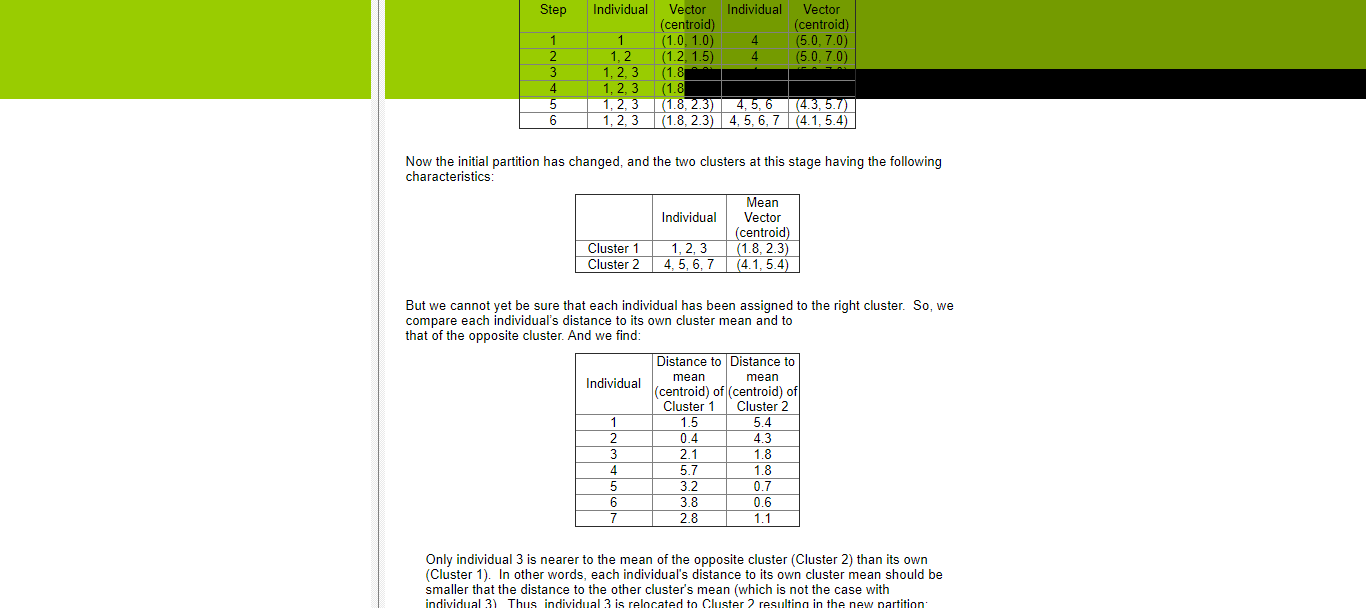 Step Individual Vector (centroid) Individual Vector (centroid)
1 1 (1.0, 1.0) 4 (5.0, 7.0)
2 1, 2 (1.2, 1.5) 4 (5.0, 7.0)
3 1, 2, 3 (1.8
4 1, 2, 3 (1.8
5 1, 2, 3 (1.8, 2.3) 4, 5, 6 (4.3, 5.7)
6 1, 2, 3 (1.8, 2.3) 4, 5, 6, 7 (4.1, 5.4)
Now the initial partition has changed, and the two clusters at this stage having the following
characteristics:
Individual Mean Vector (centroid)
Cluster 1 1, 2, 3 (1.8, 2.3)
Cluster 2 4, 5, 6, 7 (4.1, 5.4)
But we cannot yet be sure that each individual has been assigned to the right cluster.  So, we
compare each individual's distance to its own cluster mean and to
that of the opposite cluster. And we find:
Individual Distance to mean (centroid) of Cluster 1 Distance to mean (centroid) of Cluster 2
1 1.5 5.4
2 0.4 4.3
3 2.1 1.8
4 5.7 1.8
5 3.2 0.7
6 3.8 0.6
7 2.8 1.1
Only individual 3 is nearer to the mean of the opposite cluster (Cluster 2) than its own
(Cluster 1).  In other words, each individual's distance to its own cluster mean should be
smaller that the distance to the other cluster's mean (which is not the case with
individual 3).  Thus, individual 3 is relocated to Cluster 2 resulting in the new partition: